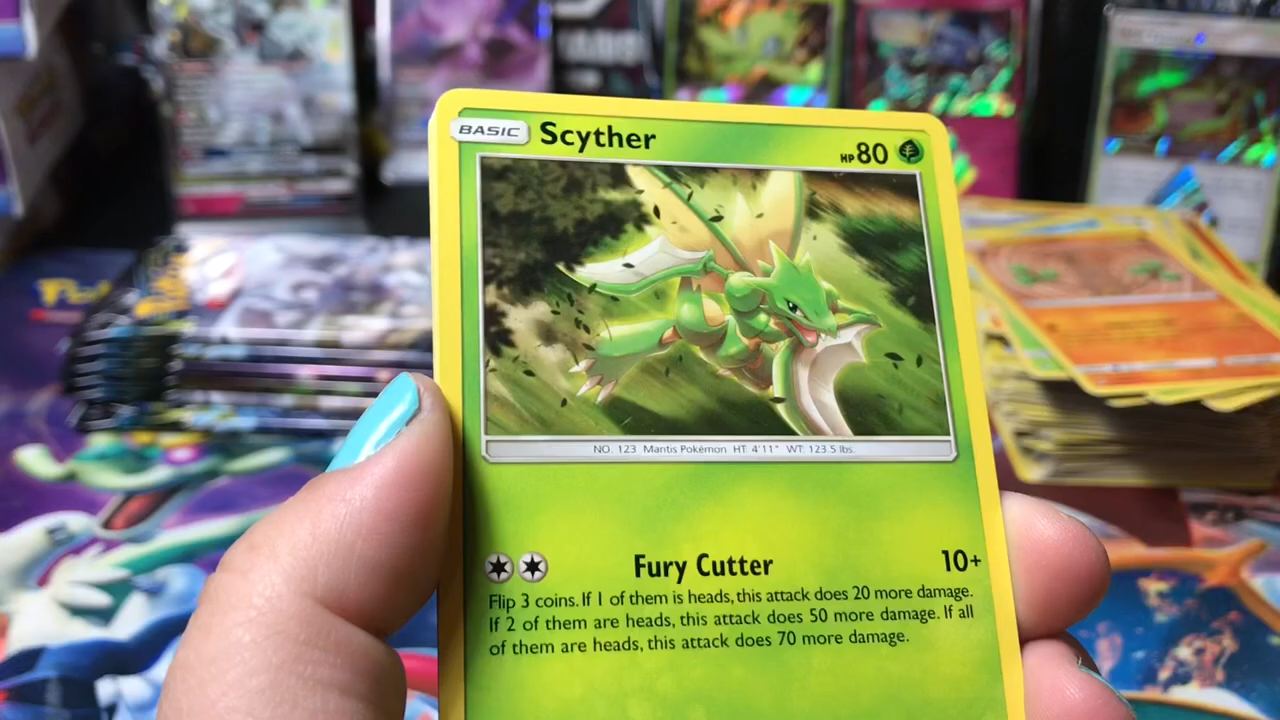 BASIC Scyther HP 80
NO. 123 Mantis Pokémon HT: 4'11" WT: 123.5 lbs.
Fury Cutter 10+
Flip 3 coins. If 1 of them is heads, this attack does 20 more damage.
If 2 of them are heads, this attack does 50 more damage. If all
of them are heads, this attack does 70 more damage.